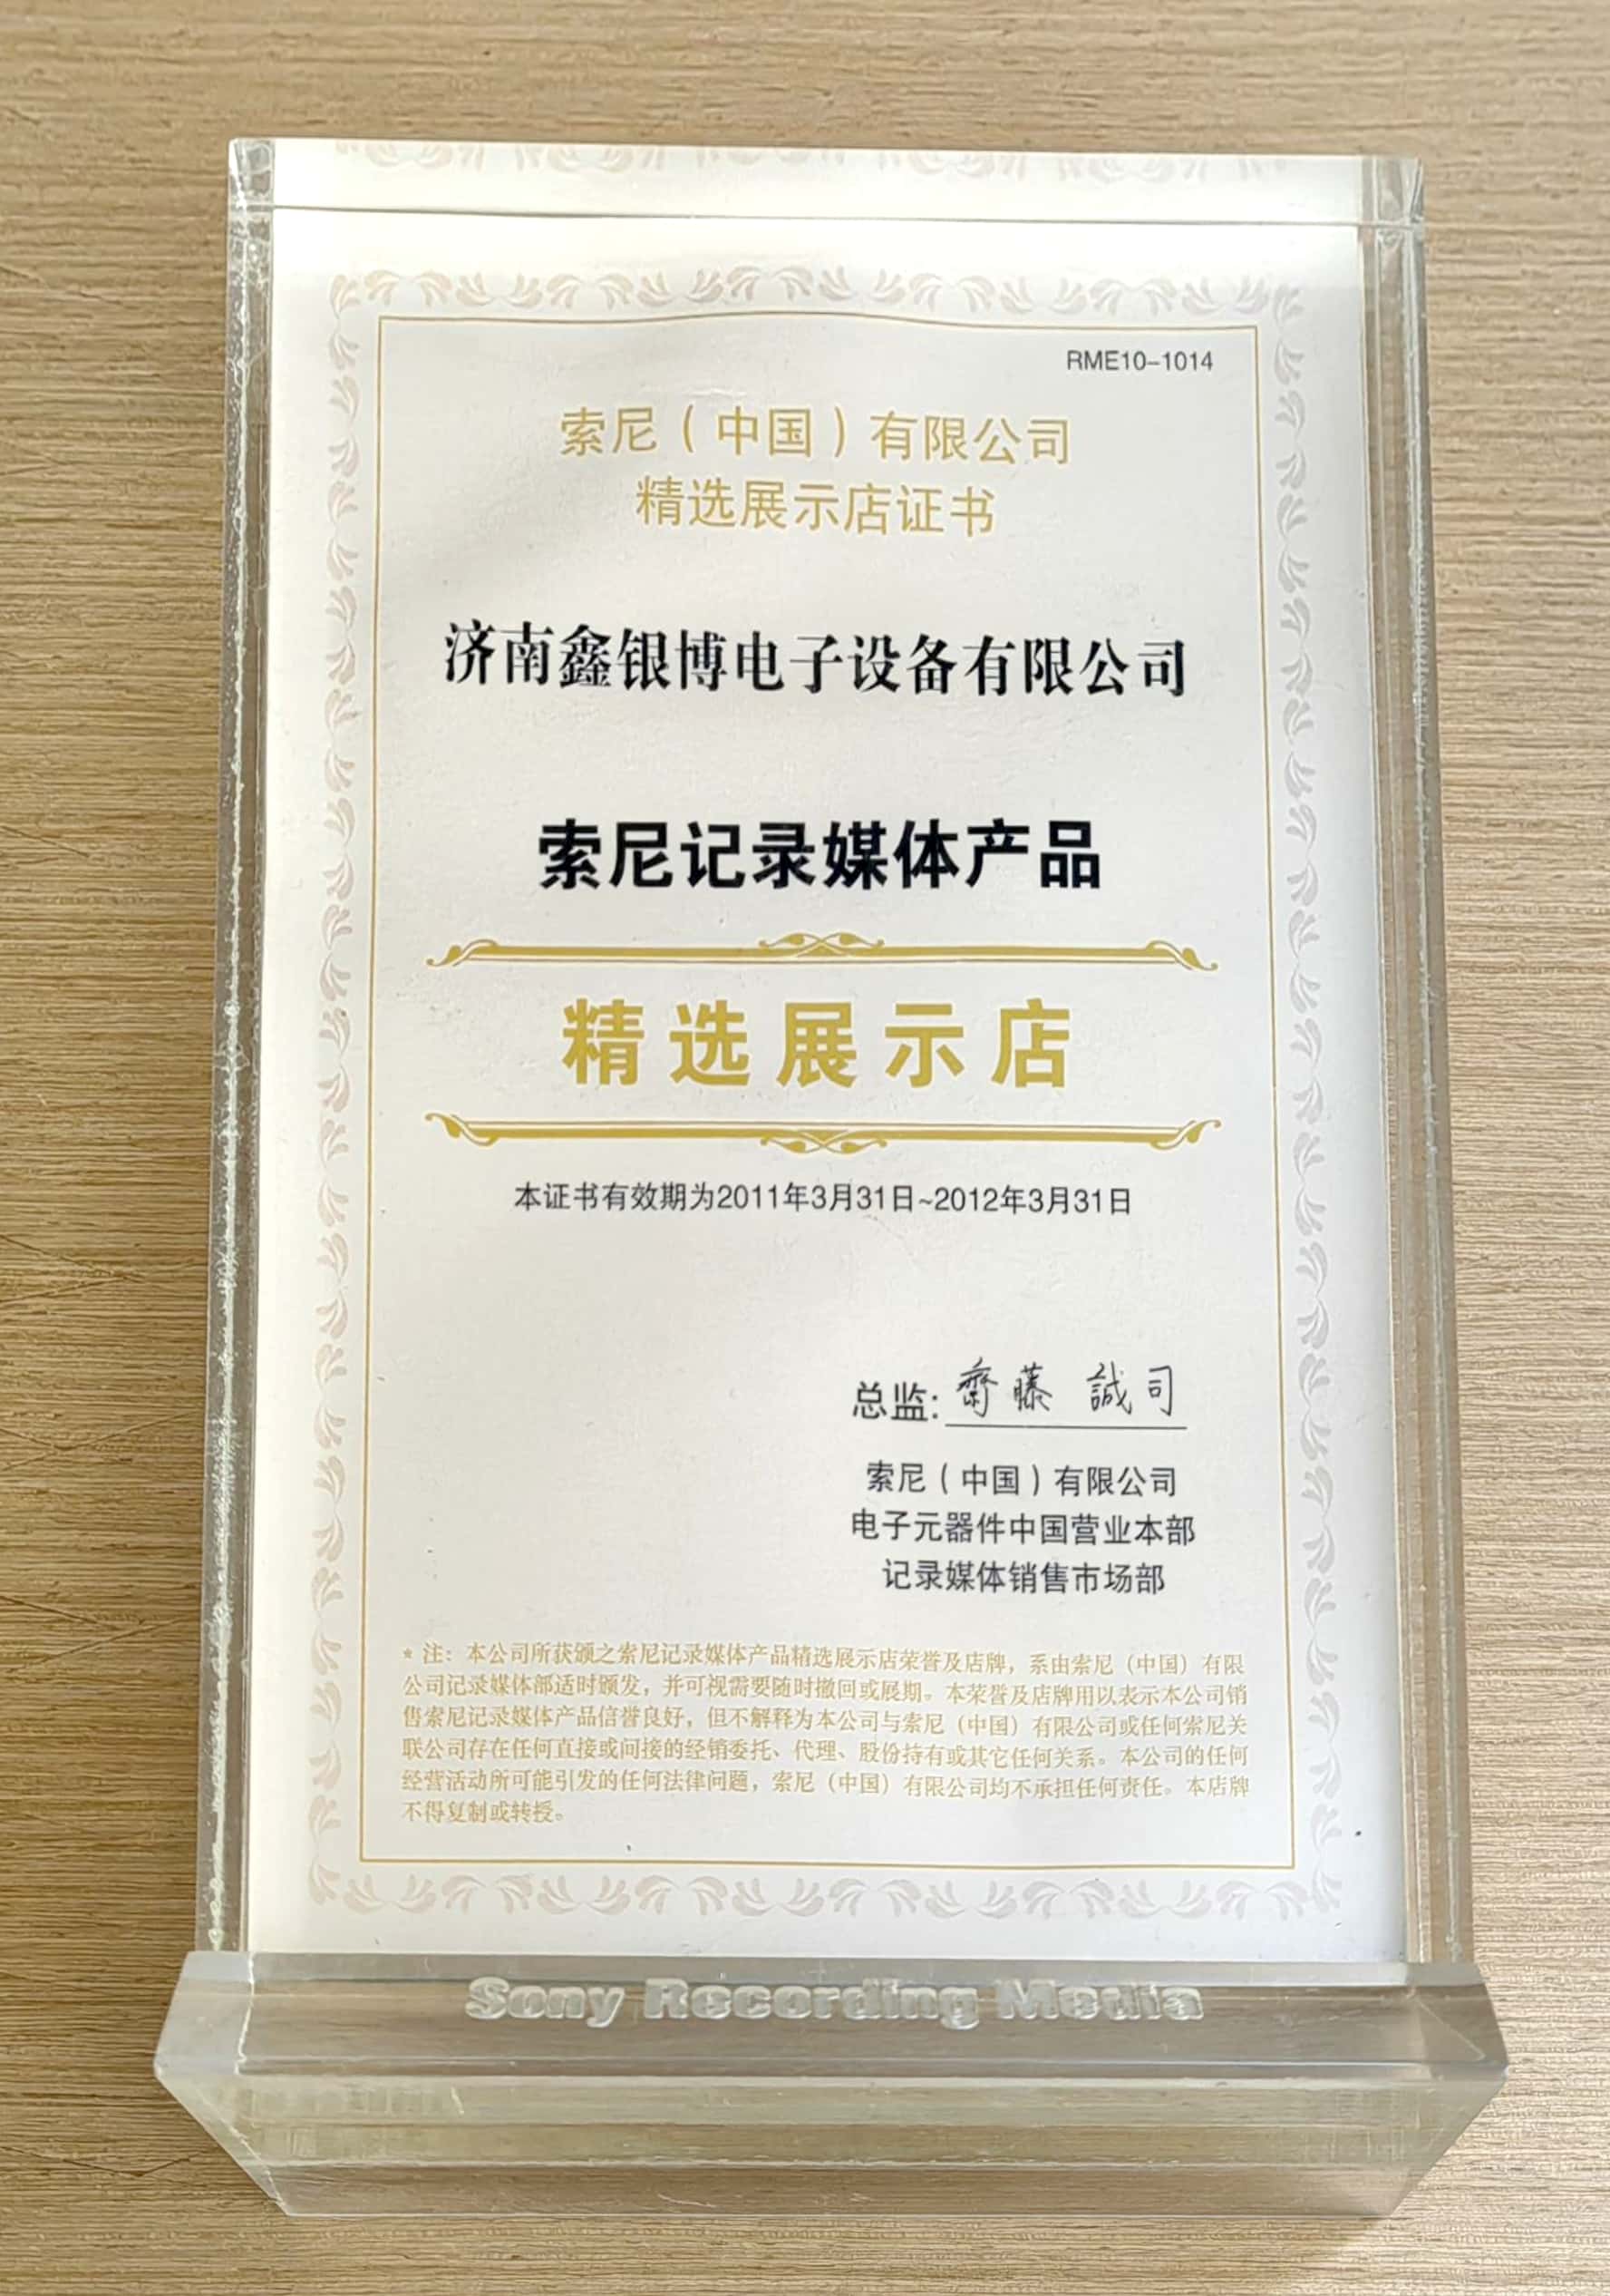 RME10-1014
索尼（中国）有限公司
精选展示店证书
济南鑫银博电子设备有限公司
索尼记录媒体产品
精选展示店
本证书有效期为2011年3月31日~2012年3月31日
总监: 齋藤 誠司
索尼（中国）有限公司
电子元器件中国营业本部
记录媒体销售市场部
* 注：本公司所获颁之索尼记录媒体产品精选展示店荣誉及店牌，系由索尼（中国）有限
公司记录媒体部适时颁发，并可视需要随时撤回或展期。本荣誉及店牌用以表示本公司销
售索尼记录媒体产品信誉良好，但不解释为本公司与索尼（中国）有限公司或任何索尼关
联公司存在任何直接或间接的经销委托、代理、股份持有或其它任何关系。本公司的任何
经营活动所可能引发的任何法律问题，索尼（中国）有限公司均不承担任何责任。本店牌
不得复制或转授。
Sony Recording Media